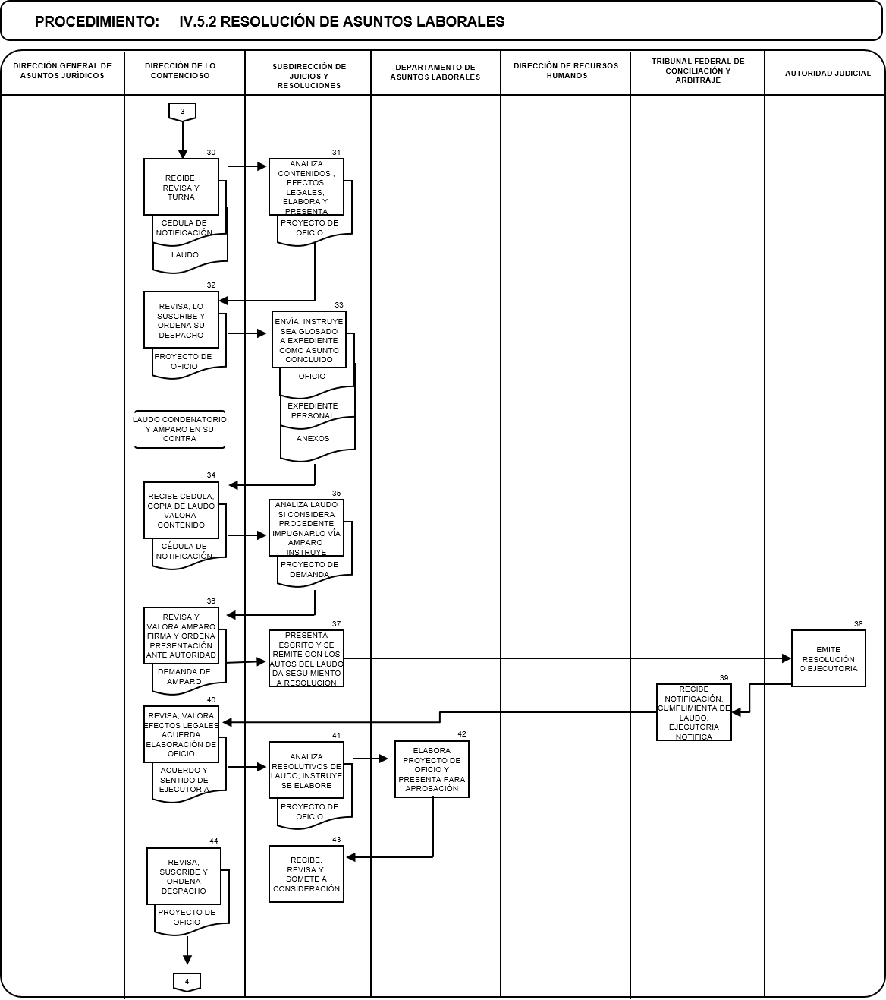 PROCEDIMIENTO: IV.5.2 RESOLUCIÓN DE ASUNTOS LABORALES
DIRECCIÓN GENERAL DE
ASUNTOS JURÍDICOS
DIRECCIÓN DE LO
CONTENCIOSO
SUBDIRECCIÓN DE
JUICIOS Y
RESOLUCIONES
DEPARTAMENTO DE
ASUNTOS LABORALES
DIRECCIÓN DE RECURSOS
HUMANOS
TRIBUNAL FEDERAL DE
CONCILIACIÓN Y
ARBITRAJE
AUTORIDAD JUDICIAL
3
30
RECIBE,
REVISA Y
TURNA
CEDULA DE
NOTIFICACIÓN
LAUDO
31
ANALIZA
CONTENIDOS ,
EFECTOS
LEGALES,
ELABORA Y
PRESENTA
PROYECTO DE
OFICIO
32
REVISA, LO
SUSCRIBE Y
ORDENA SU
DESPACHO
PROYECTO DE
OFICIO
33
ENVÍA, INSTRUYE
SEA GLOSADO
A EXPEDIENTE
COMO ASUNTO
CONCLUIDO
OFICIO
EXPEDIENTE
PERSONAL
ANEXOS
LAUDO CONDENATORIO
Y AMPARO EN SU
CONTRA
34
RECIBE CEDULA,
COPIA DE LAUDO
VALORA
CONTENIDO
CÉDULA DE
NOTIFICACIÓN
35
ANALIZA LAUDO
SI CONSIDERA
PROCEDENTE
IMPUGNARLO VÍA
AMPARO
INSTRUYE
PROYECTO DE
DEMANDA
36
REVISA Y
VALORA AMPARO
FIRMA Y ORDENA
PRESENTACIÓN
ANTE AUTORIDAD
DEMANDA DE
AMPARO
37
PRESENTA
ESCRITO Y SE
REMITE CON LOS
AUTOS DEL LAUDO
DA SEGUIMIENTO
A RESOLUCION
38
EMITE
RESOLUCIÓN
O EJECUTORIA
39
RECIBE
NOTIFICACIÓN,
CUMPLIMIENTA DE
LAUDO,
EJECUTORIA
NOTIFICA
40
REVISA, VALORA
EFECTOS LEGALES
ACUERDA
ELABORACIÓN DE
OFICIO
ACUERDO Y
SENTIDO DE
EJECUTORIA
41
ANALIZA
RESOLUTIVOS DE
LAUDO, INSTRUYE
SE ELABORE
PROYECTO DE
OFICIO
42
ELABORA
PROYECTO DE
OFICIO Y
PRESENTA PARA
APROBACIÓN
43
RECIBE,
REVISA Y
SOMETE A
CONSIDERACIÓN
44
REVISA,
SUSCRIBE Y
ORDENA
DESPACHO
PROYECTO DE
OFICIO
4